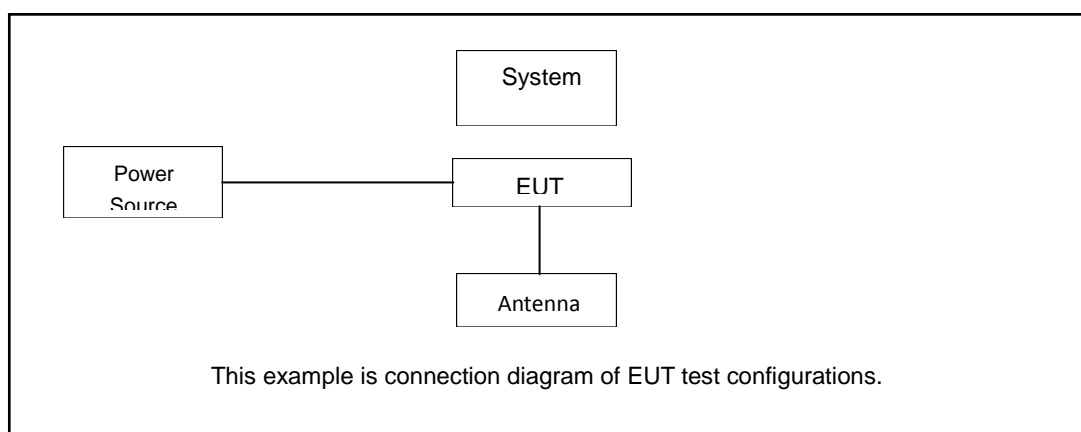 System
Power
Source
EUT
Antenna
This example is connection diagram of EUT test configurations.